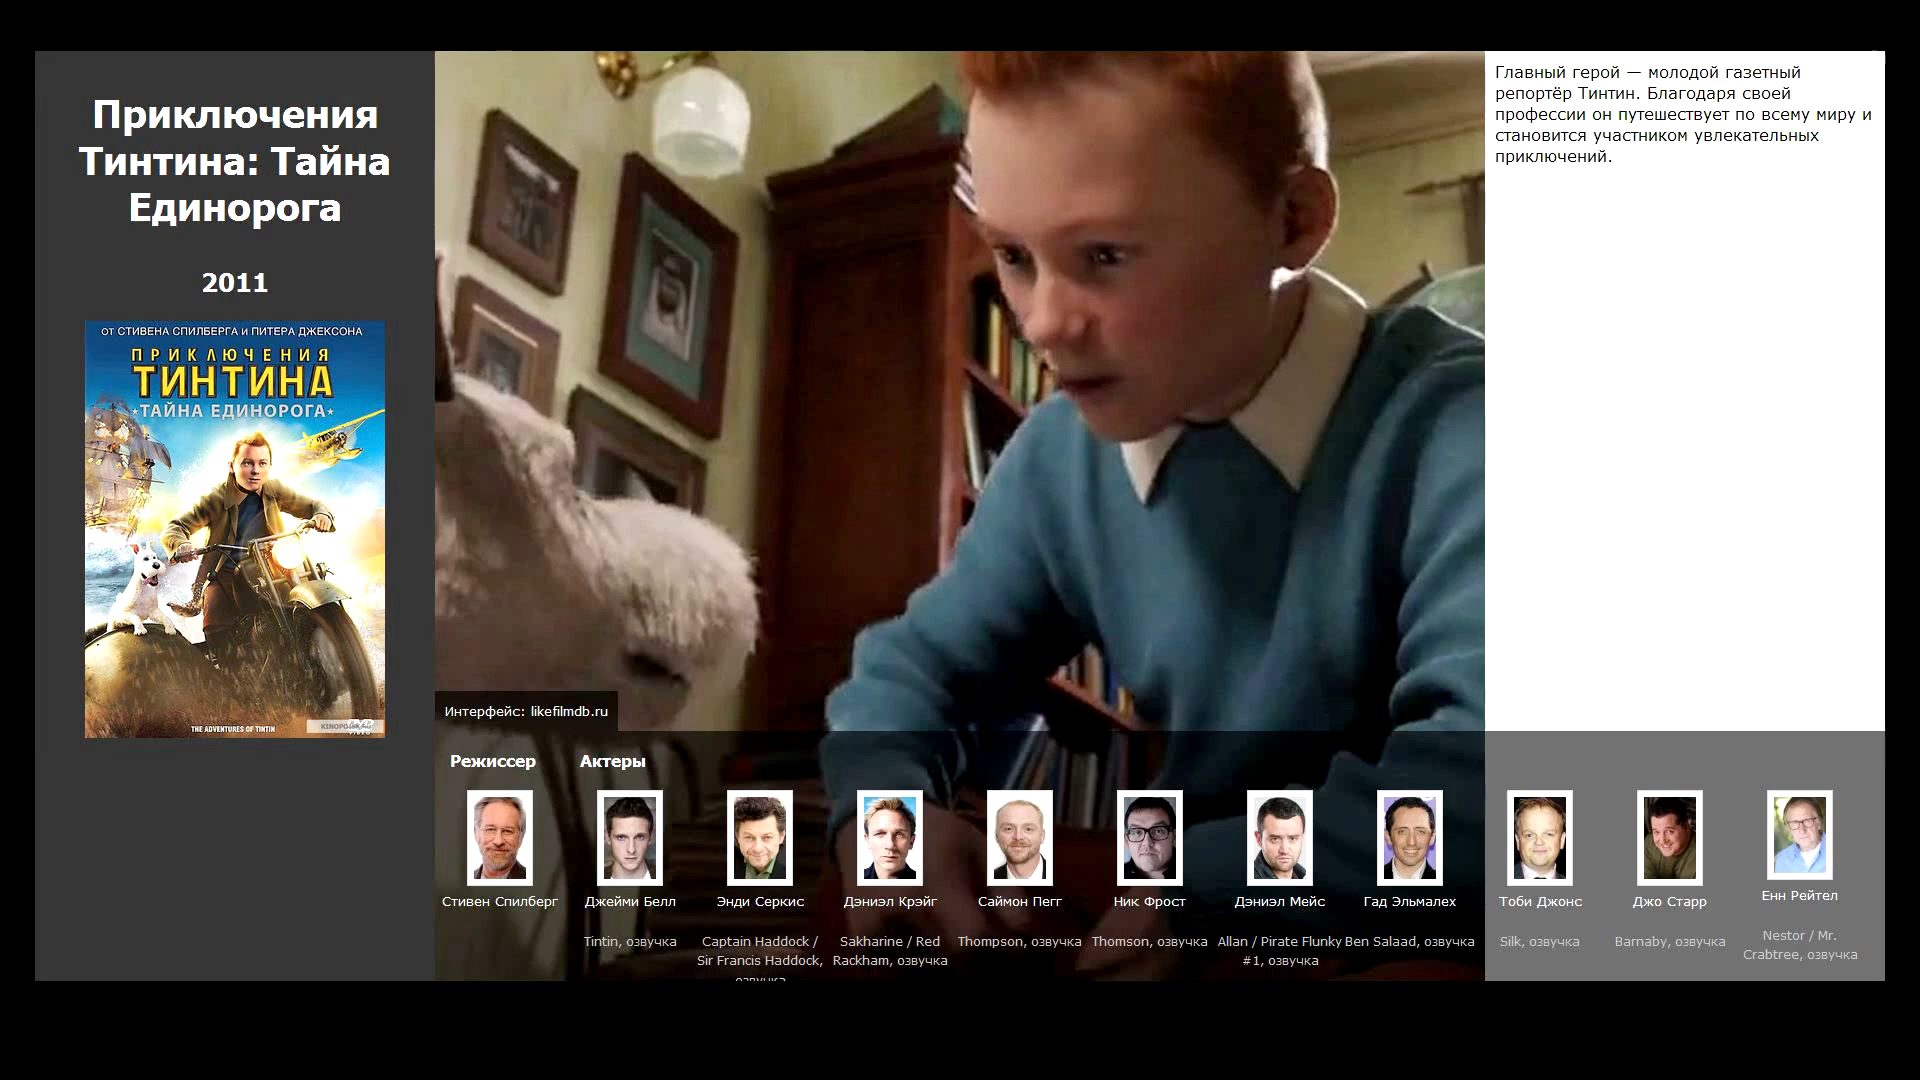 Приключения
Тинтина: Тайна
Единорога
2011
ОТ СТИВЕНА СПИЛБЕРГА И ПИТЕРА ДЖЕКСОНА
ПРИКЛЮЧЕНИЯ
ТИНТИНА
ТАЙНА ЕДИНОРОГА
THE ADVENTURES OF TINTIN
Главный герой — молодой газетный
репортёр Тинтин. Благодаря своей
профессии он путешествует по всему миру и
становится участником увлекательных
приключений.
Интерфейс: likefilmdb.ru
Режиссер
Актеры
Стивен Спилберг
Джейми Белл
Tintin, озвучка
Энди Серкис
Captain Haddock /
Sir Francis Haddock,
озвучка
Дэниэл Крэйг
Sakharine / Red
Rackham, озвучка
Саймон Пегг
Thompson, озвучка
Ник Фрост
Thomson, озвучка
Дэниэл Мейс
Allan / Pirate Flunky
#1, озвучка
Гад Эльмалех
Ben Salaad, озвучка
Тоби Джонс
Silk, озвучка
Джо Старр
Barnaby, озвучка
Енн Рейтел
Nestor / Mr.
Crabtree, озвучка